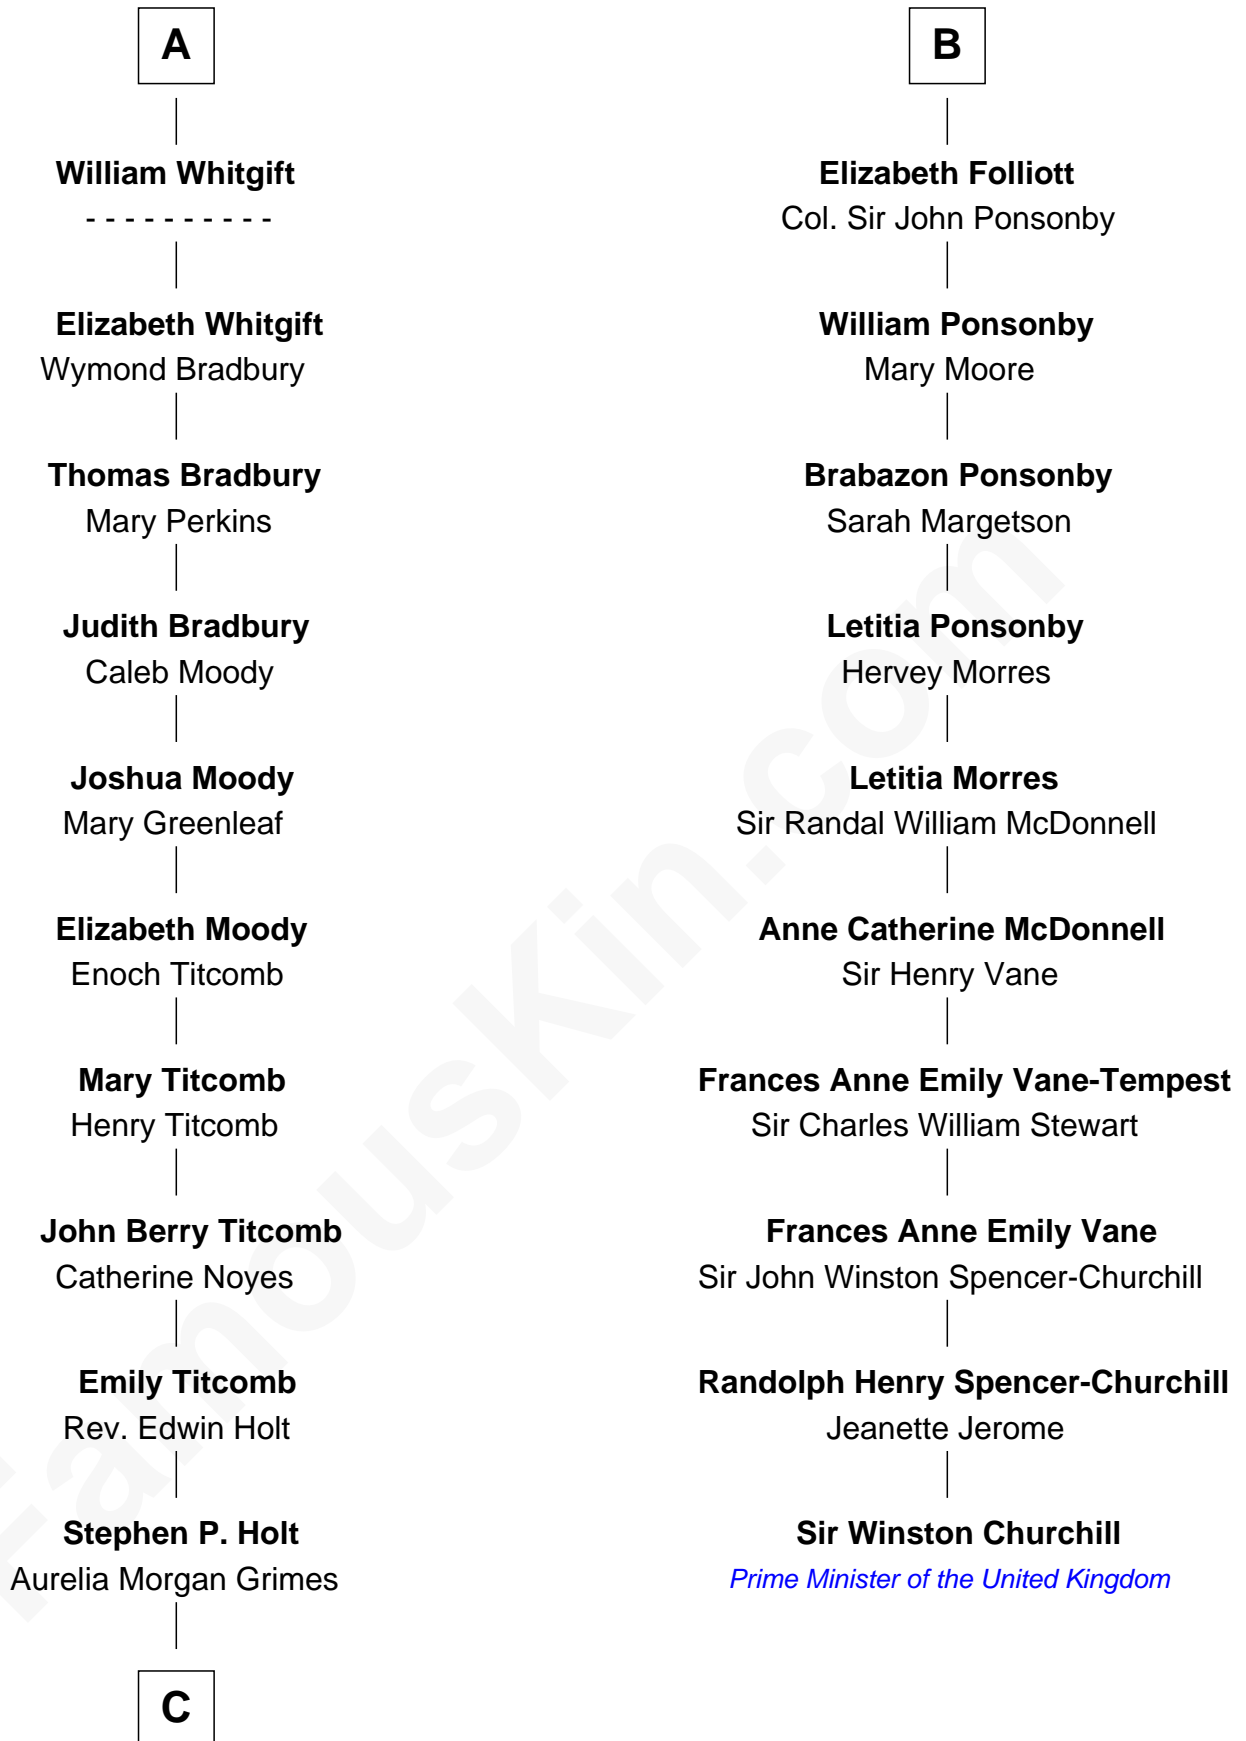 A
William Whitgift
- - - - - - - - - -
Elizabeth Whitgift
Wymond Bradbury
Thomas Bradbury
Mary Perkins
Judith Bradbury
Caleb Moody
Joshua Moody
Mary Greenleaf
Elizabeth Moody
Enoch Titcomb
Mary Titcomb
Henry Titcomb
John Berry Titcomb
Catherine Noyes
Emily Titcomb
Rev. Edwin Holt
Stephen P. Holt
Aurelia Morgan Grimes
C
B
Elizabeth Folliott
Col. Sir John Ponsonby
William Ponsonby
Mary Moore
Brabazon Ponsonby
Sarah Margetson
Letitia Ponsonby
Hervey Morres
Letitia Morres
Sir Randal William McDonnell
Anne Catherine McDonnell
Sir Henry Vane
Frances Anne Emily Vane-Tempest
Sir Charles William Stewart
Frances Anne Emily Vane
Sir John Winston Spencer-Churchill
Randolph Henry Spencer-Churchill
Jeanette Jerome
Sir Winston Churchill
Prime Minister of the United Kingdom
FamousKin.com